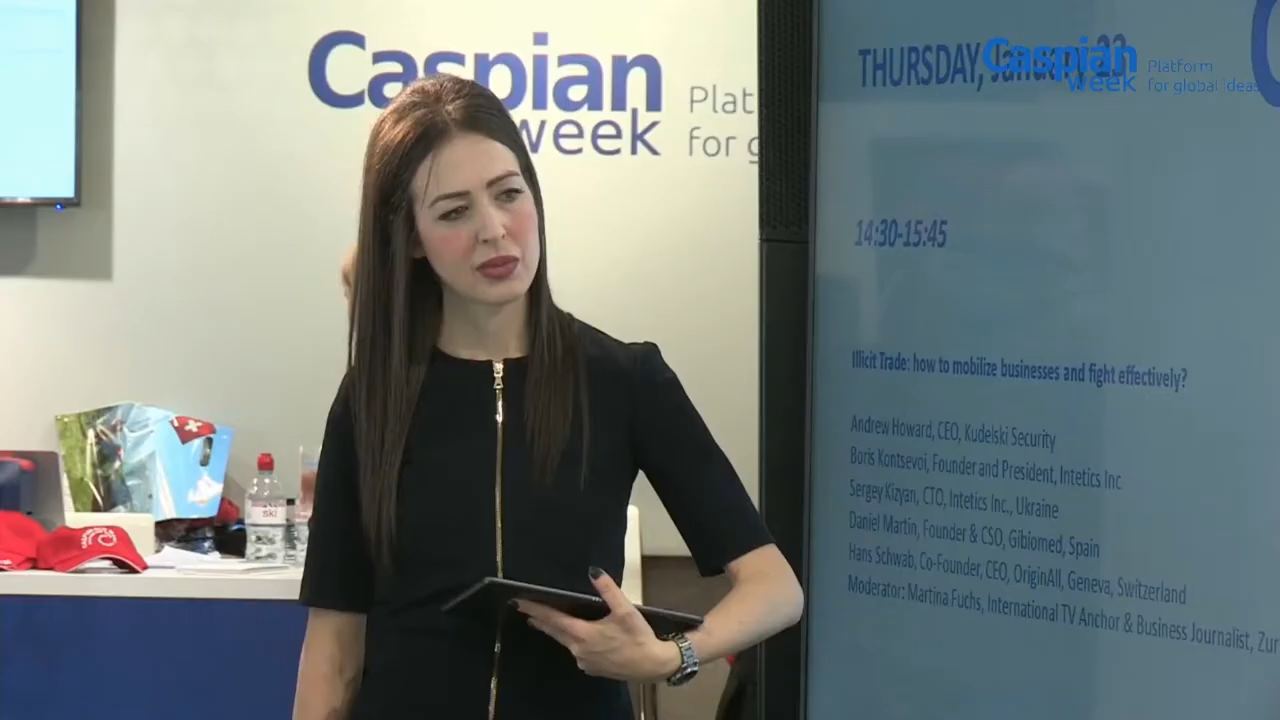 Caspian
week
Plat
for g
THURSDAY, January 23
Caspian
week
Platform
for global ideas
14:30-15:45
Illicit Trade: how to mobilize businesses and fight effectively?
Andrew Howard, CEO, Kudelski Security
Boris Kontsevoi, Founder and President, Intetics Inc
Sergey Kizyan, CTO, Intetics Inc., Ukraine
Daniel Martin, Founder & CSO, Gibiomed, Spain
Hans Schwab, Co-Founder, CEO, OriginAll, Geneva, Switzerland
Moderator: Martina Fuchs, International TV Anchor & Business Journalist, Zur
ski